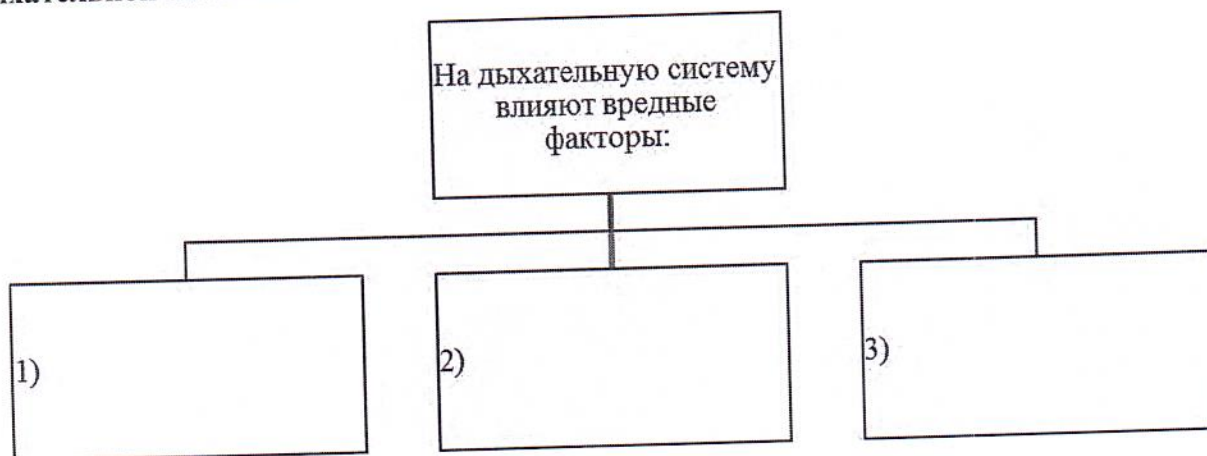 На дыхательную систему
влияют вредные
факторы:
1)
2)
3)